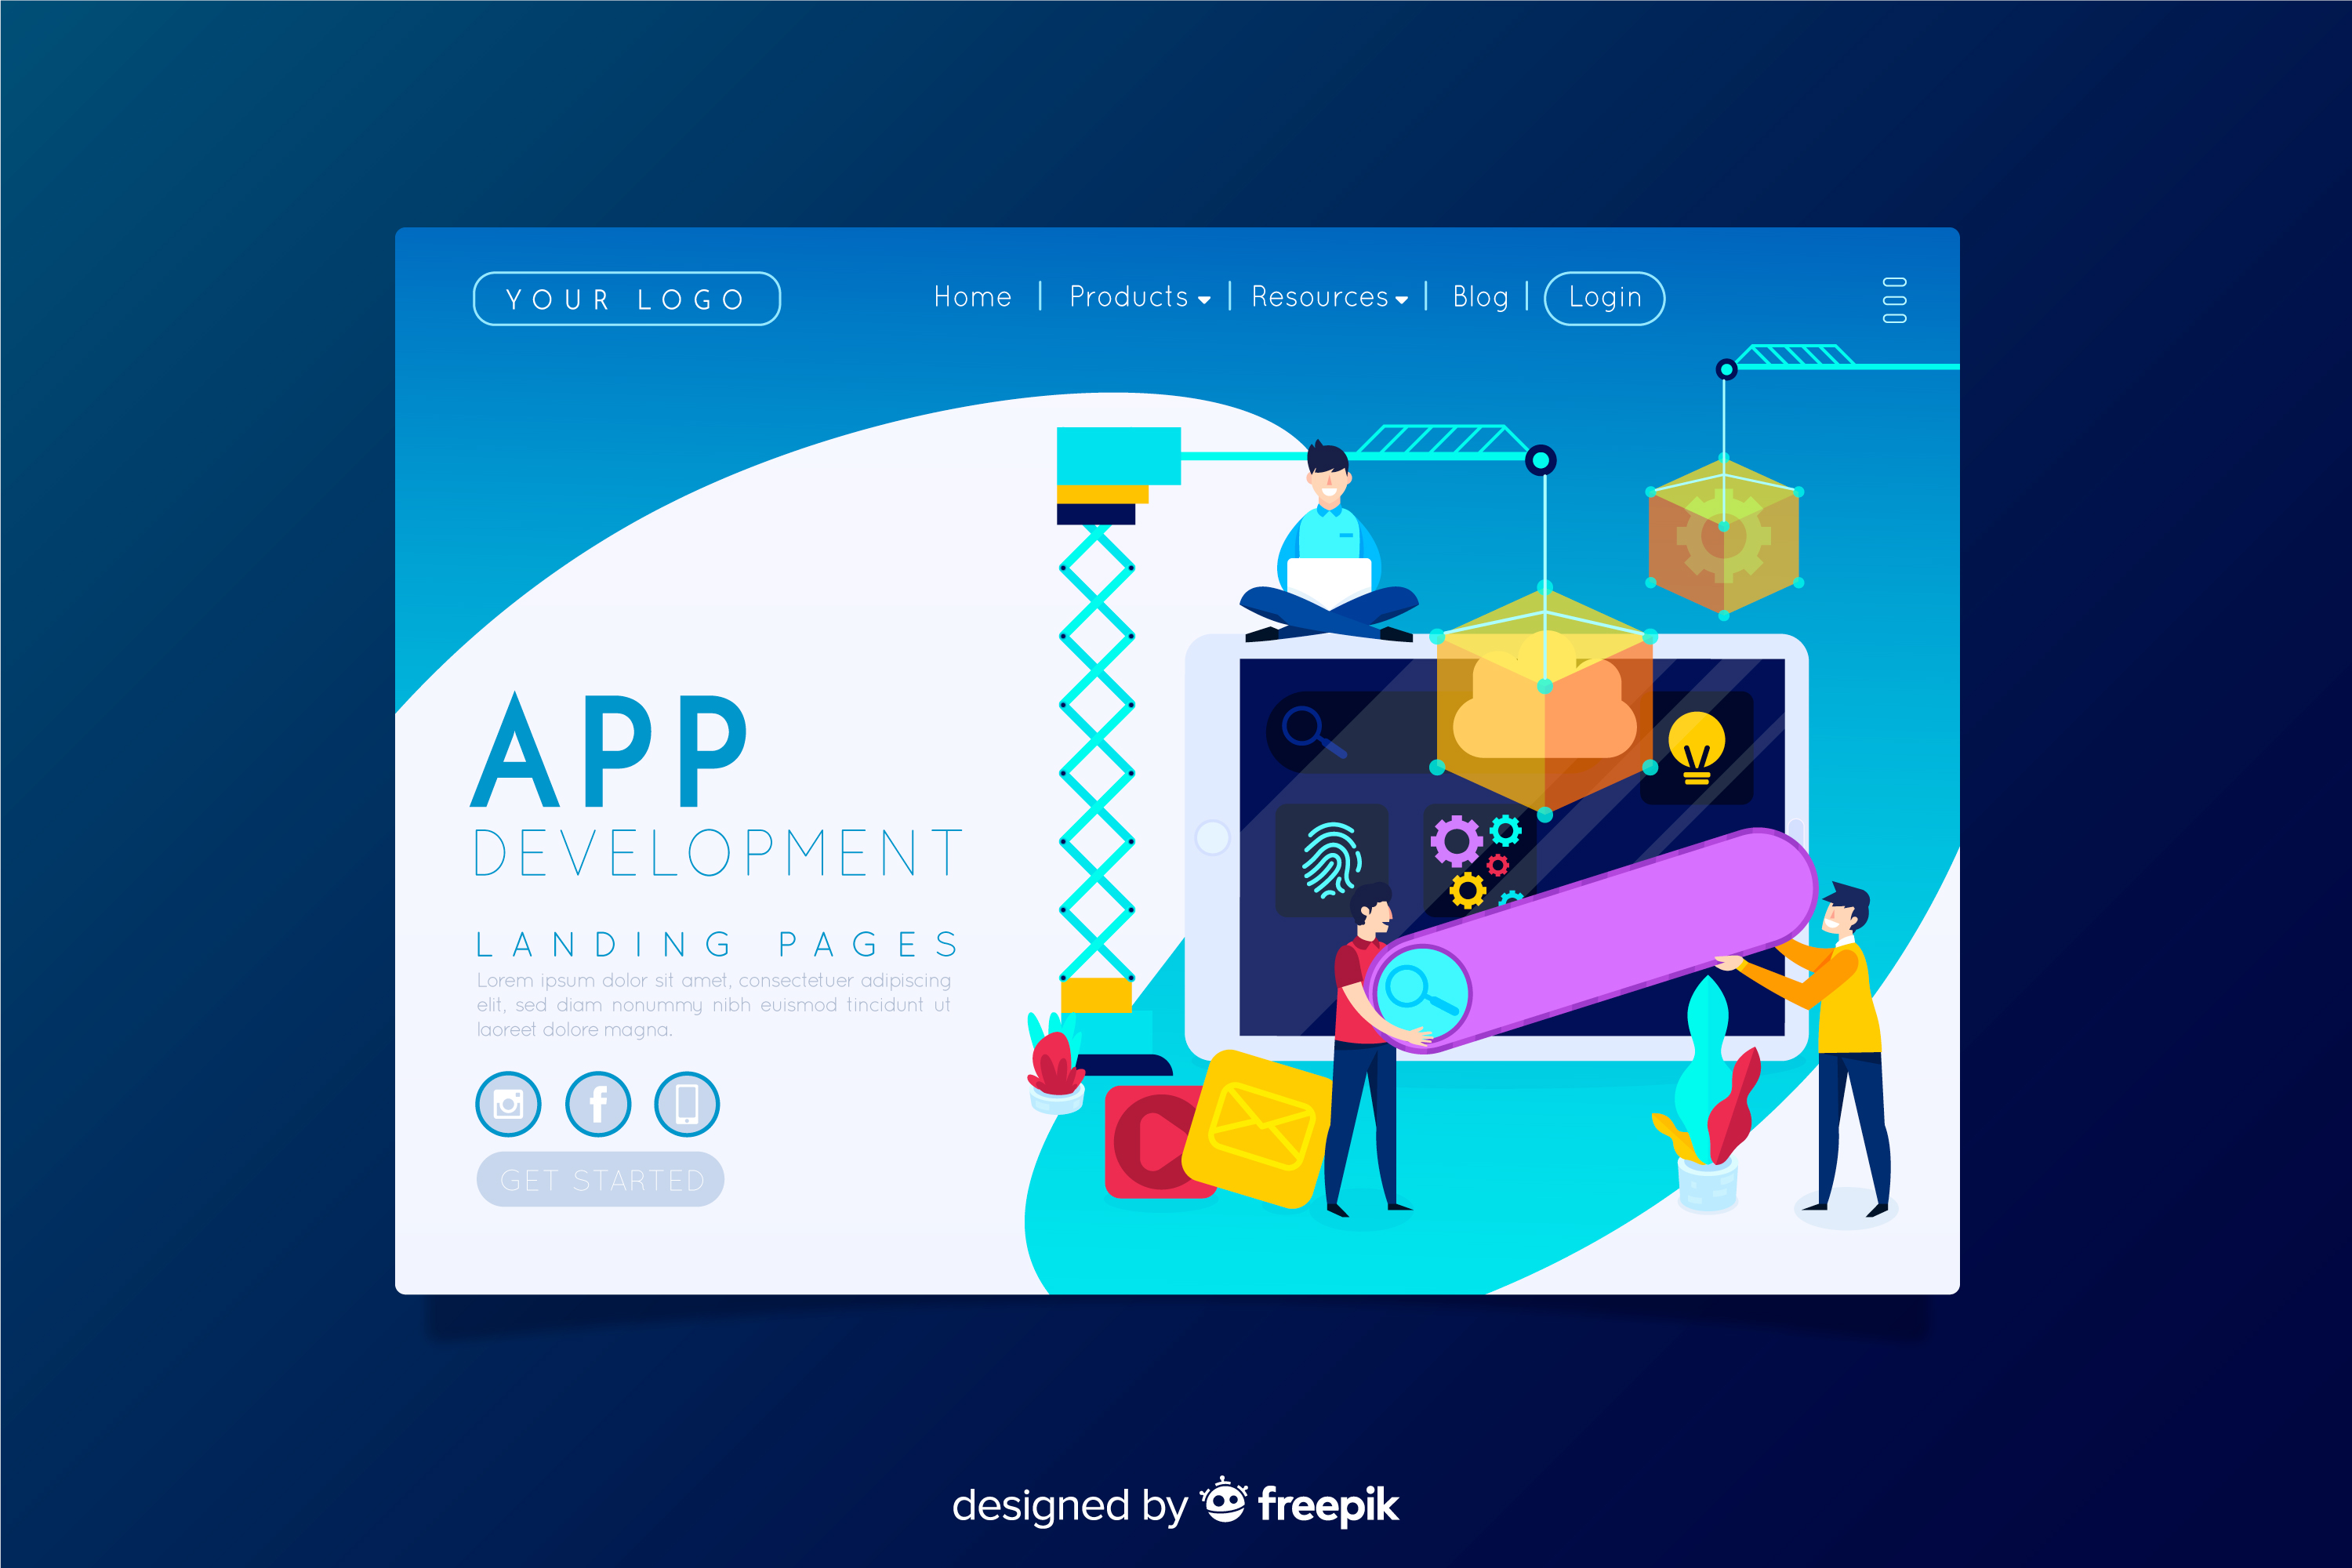 YOUR LOGO
Home | Products | Resources | Blog | Login
APP
DEVELOPMENT
LANDING PAGES
Lorem ipsum dolor sit amet, consectetuer adipiscing
elit, sed diam nonummy nibh euismod tincidunt ut
laoreet dolore magna.
GET STARTED
designed by freepik